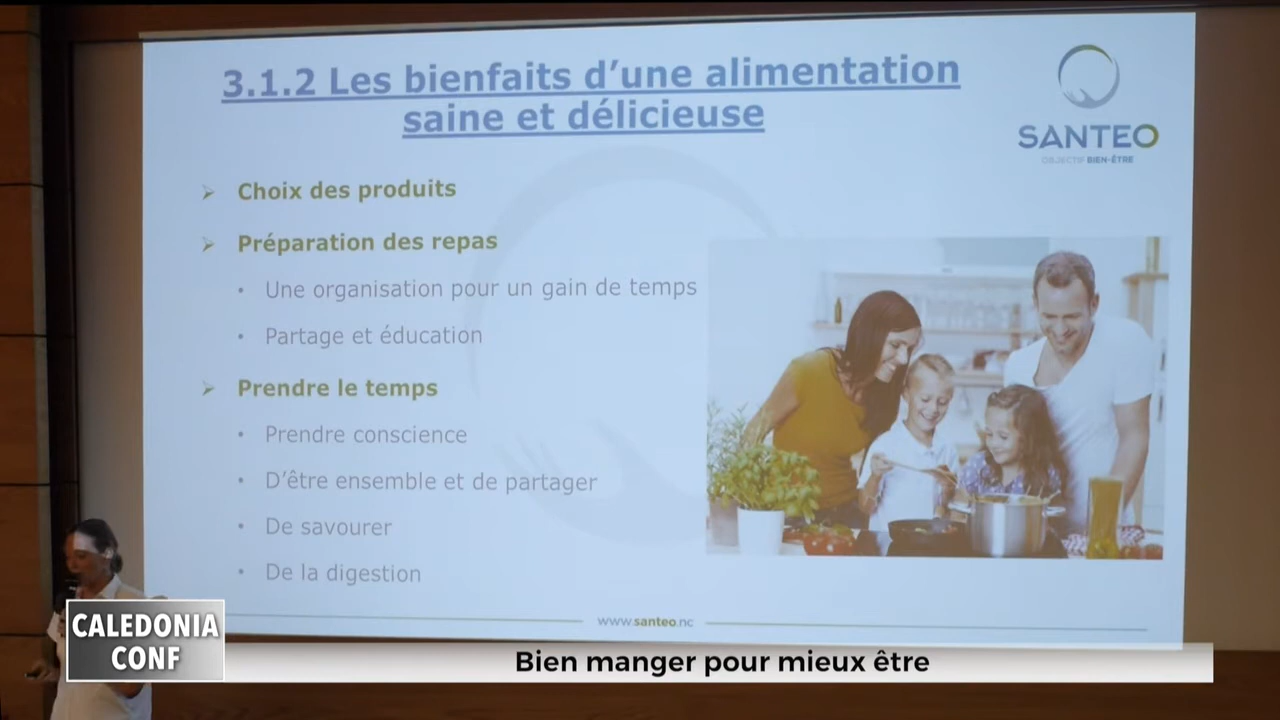 3.1.2 Les bienfaits d'une alimentation
saine et délicieuse
SANTEO
OBJECTIF BIEN-ÊTRE
➢ Choix des produits
➢ Préparation des repas
• Une organisation pour un gain de temps
• Partage et éducation
➢ Prendre le temps
• Prendre conscience
• D'être ensemble et de partager
• De savourer
• De la digestion
www.santeo.nc
CALEDONIA
CONF
Bien manger pour mieux être